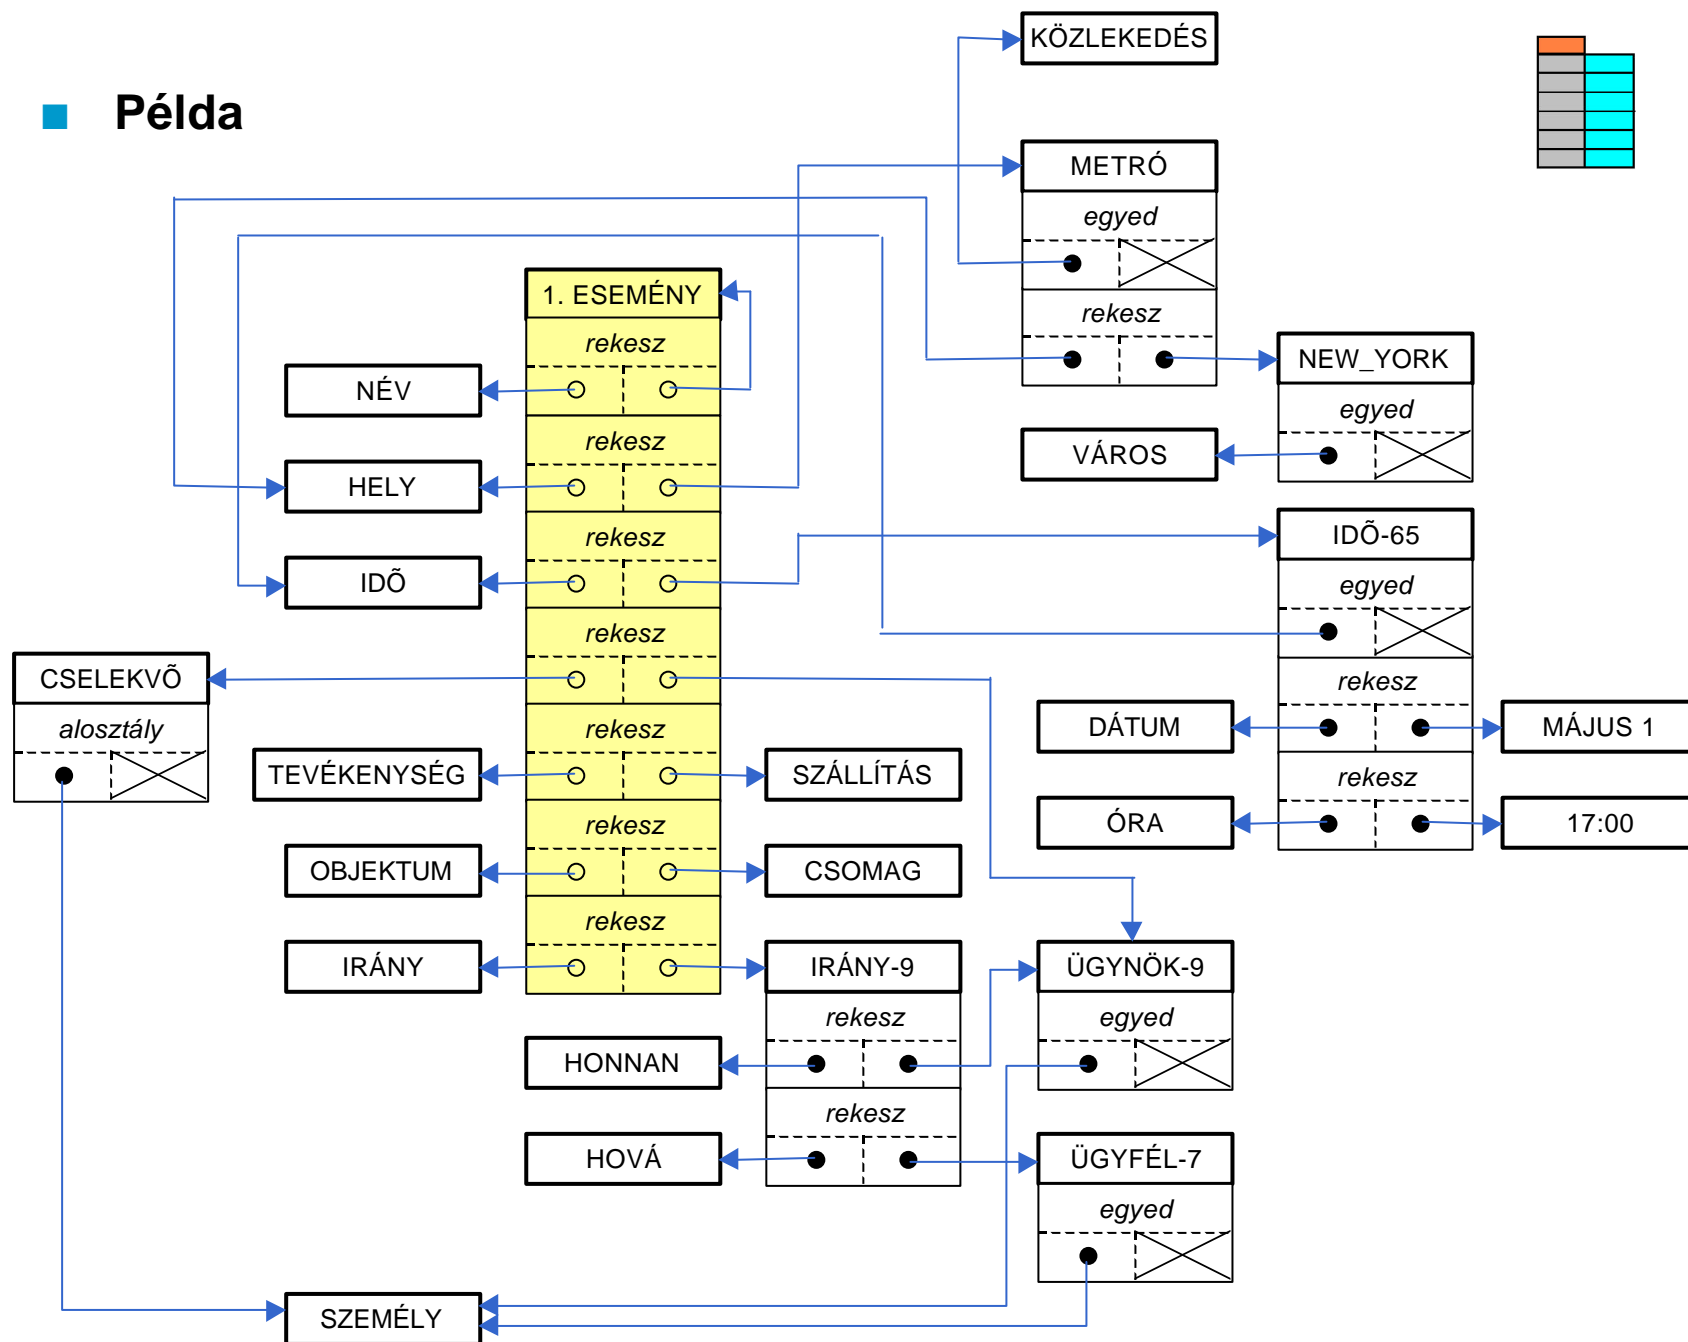 KÖZLEKEDÉS
Példa
METRÓ
egyed
1. ESEMÉNY
rekesz
rekesz
NEW_YORK
NÉV
egyed
rekesz
VÁROS
HELY
rekesz
IDÕ-65
IDÕ
egyed
rekesz
CSELEKVÕ
rekesz
alosztály
rekesz
DÁTUM
MÁJUS 1
TEVÉKENYSÉG
SZÁLLÍTÁS
rekesz
rekesz
ÓRA
17:00
OBJEKTUM
CSOMAG
rekesz
IRÁNY
IRÁNY-9
ÜGYNÖK-9
rekesz
egyed
HONNAN
rekesz
HOVÁ
ÜGYFÉL-7
egyed
SZEMÉLY